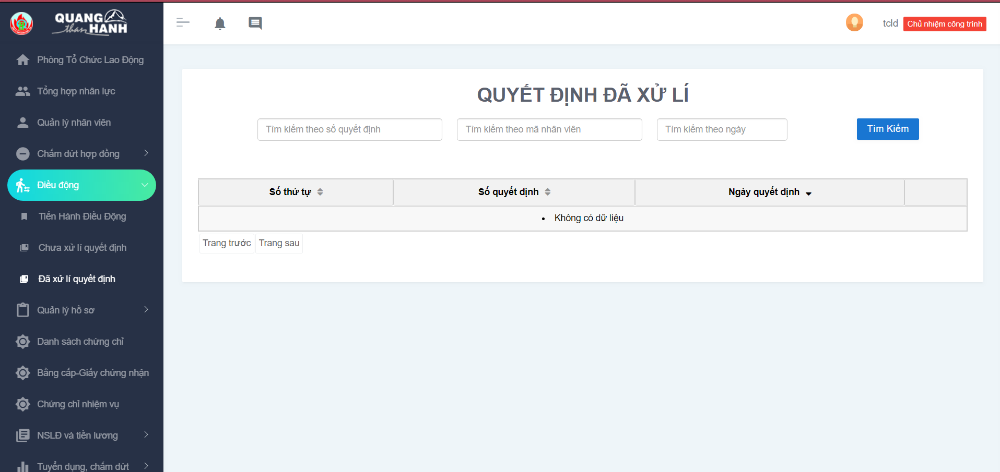 QUANG
than HANH
Phòng Tổ Chức Lao Động
Tổng hợp nhân lực
Quản lý nhân viên
Chấm dứt hợp đồng
Điều động
Tiến Hành Điều Động
Chưa xử lí quyết định
Đã xử lí quyết định
Quản lý hồ sơ
Danh sách chứng chỉ
Bằng cấp-Giấy chứng nhận
Chứng chỉ nhiệm vụ
NSLĐ và tiền lương
Tuyển dụng, chấm dứt
tcld
Chủ nhiệm công trình
QUYẾT ĐỊNH ĐÃ XỬ LÍ
Tìm kiếm theo số quyết định
Tìm kiếm theo mã nhân viên
Tìm kiếm theo ngày
Tìm Kiếm
Số thứ tự
Số quyết định
Ngày quyết định
• Không có dữ liệu
Trang trước
Trang sau